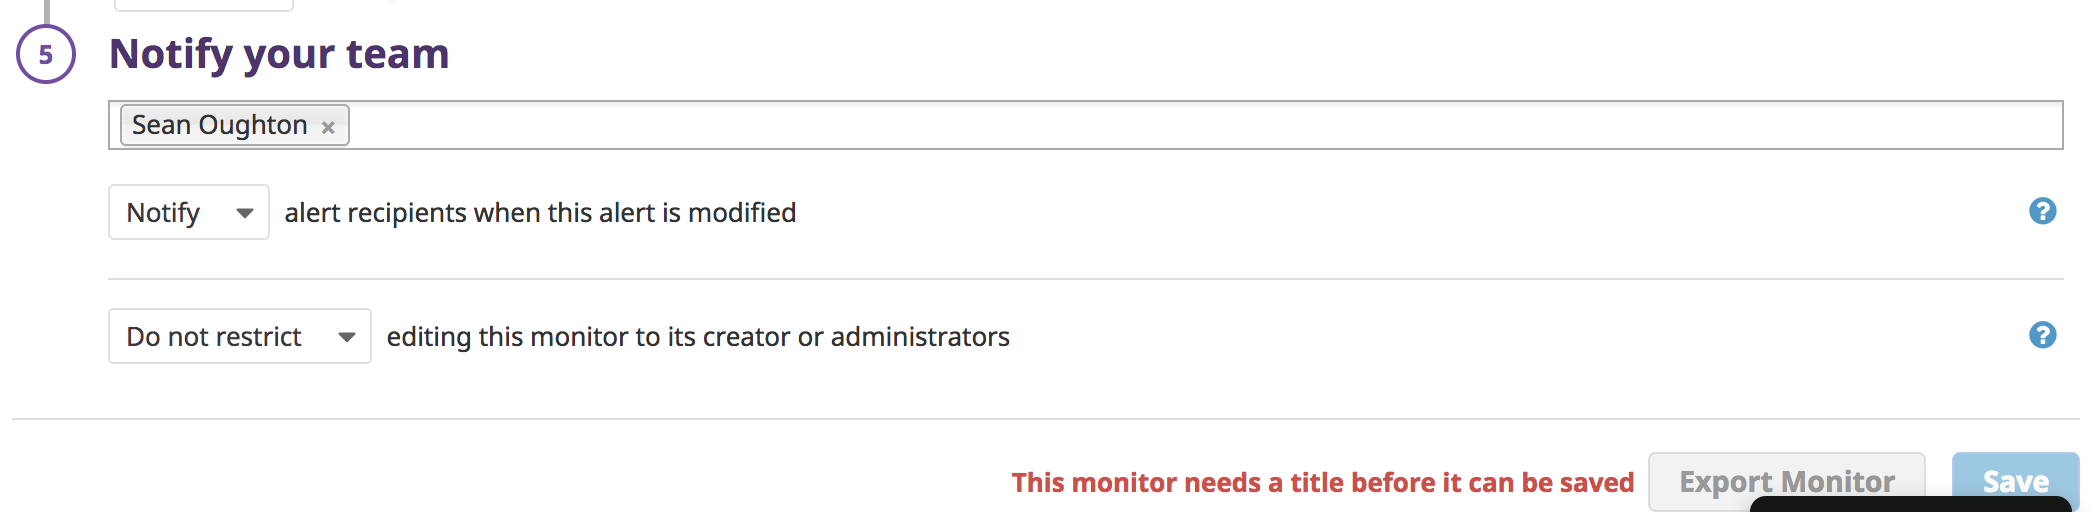 5
Notify your team
Sean Oughton ×
Notify alert recipients when this alert is modified ?
Do not restrict editing this monitor to its creator or administrators ?
This monitor needs a title before it can be saved Export Monitor Save